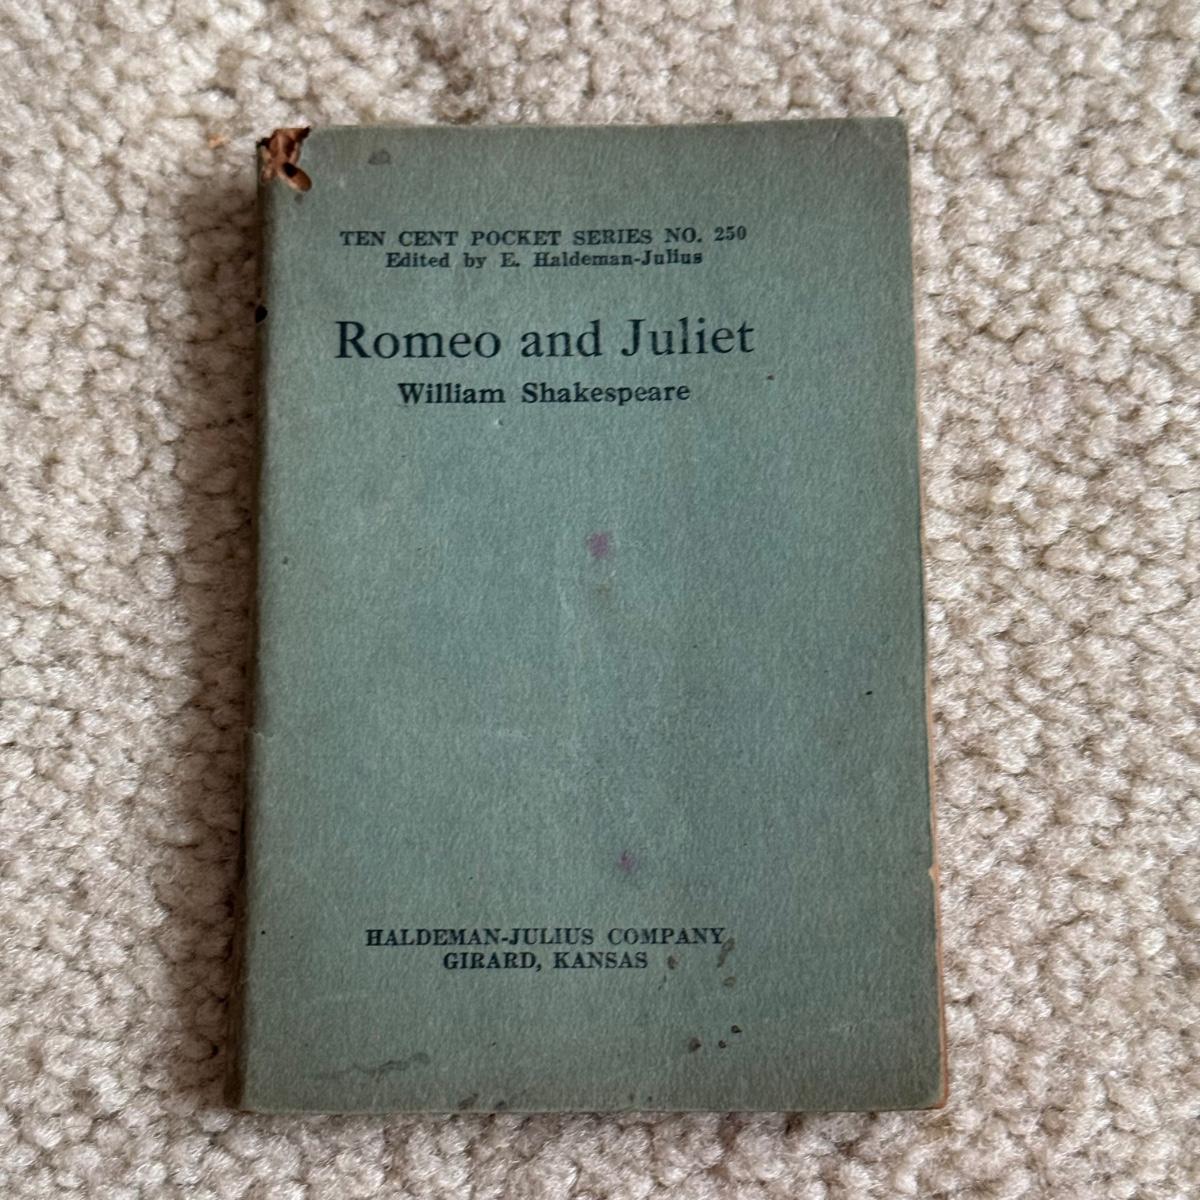 TEN CENT POCKET SERIES NO. 250
Edited by E. Haldeman-Julius
Romeo and Juliet
William Shakespeare
HALDEMAN-JULIUS COMPANY
GIRARD, KANSAS